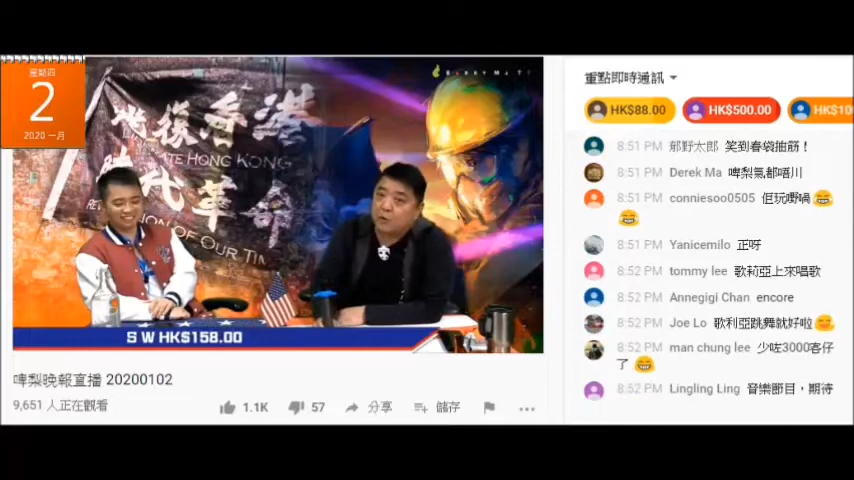 星期四
2
2020 一月
光復香港
時代革命
LIBERATE HONG KONG
REVOLUTION OF OUR TIMES
S W HK$158.00
啤梨晚報直播 20200102
9,651 人正在觀看
1.1K
57
分享
儲存
重點即時通訊
HK$88.00
HK$500.00
HK$100
8:51 PM 邪野太郎 笑到春袋抽筋！
8:51 PM Derek Ma 啤梨氣都唔川
8:51 PM conniesoo0505 佢玩嘢喎
8:51 PM Yanicemilo 正呀
8:52 PM tommy lee 歌莉亞上來唱歌
8:52 PM Annegigi Chan encore
8:52 PM Joe Lo 歌利亞跳舞就好啦
8:52 PM man chung lee 少咗3000客仔
了
8:52 PM Lingling Ling 音樂節目，期待